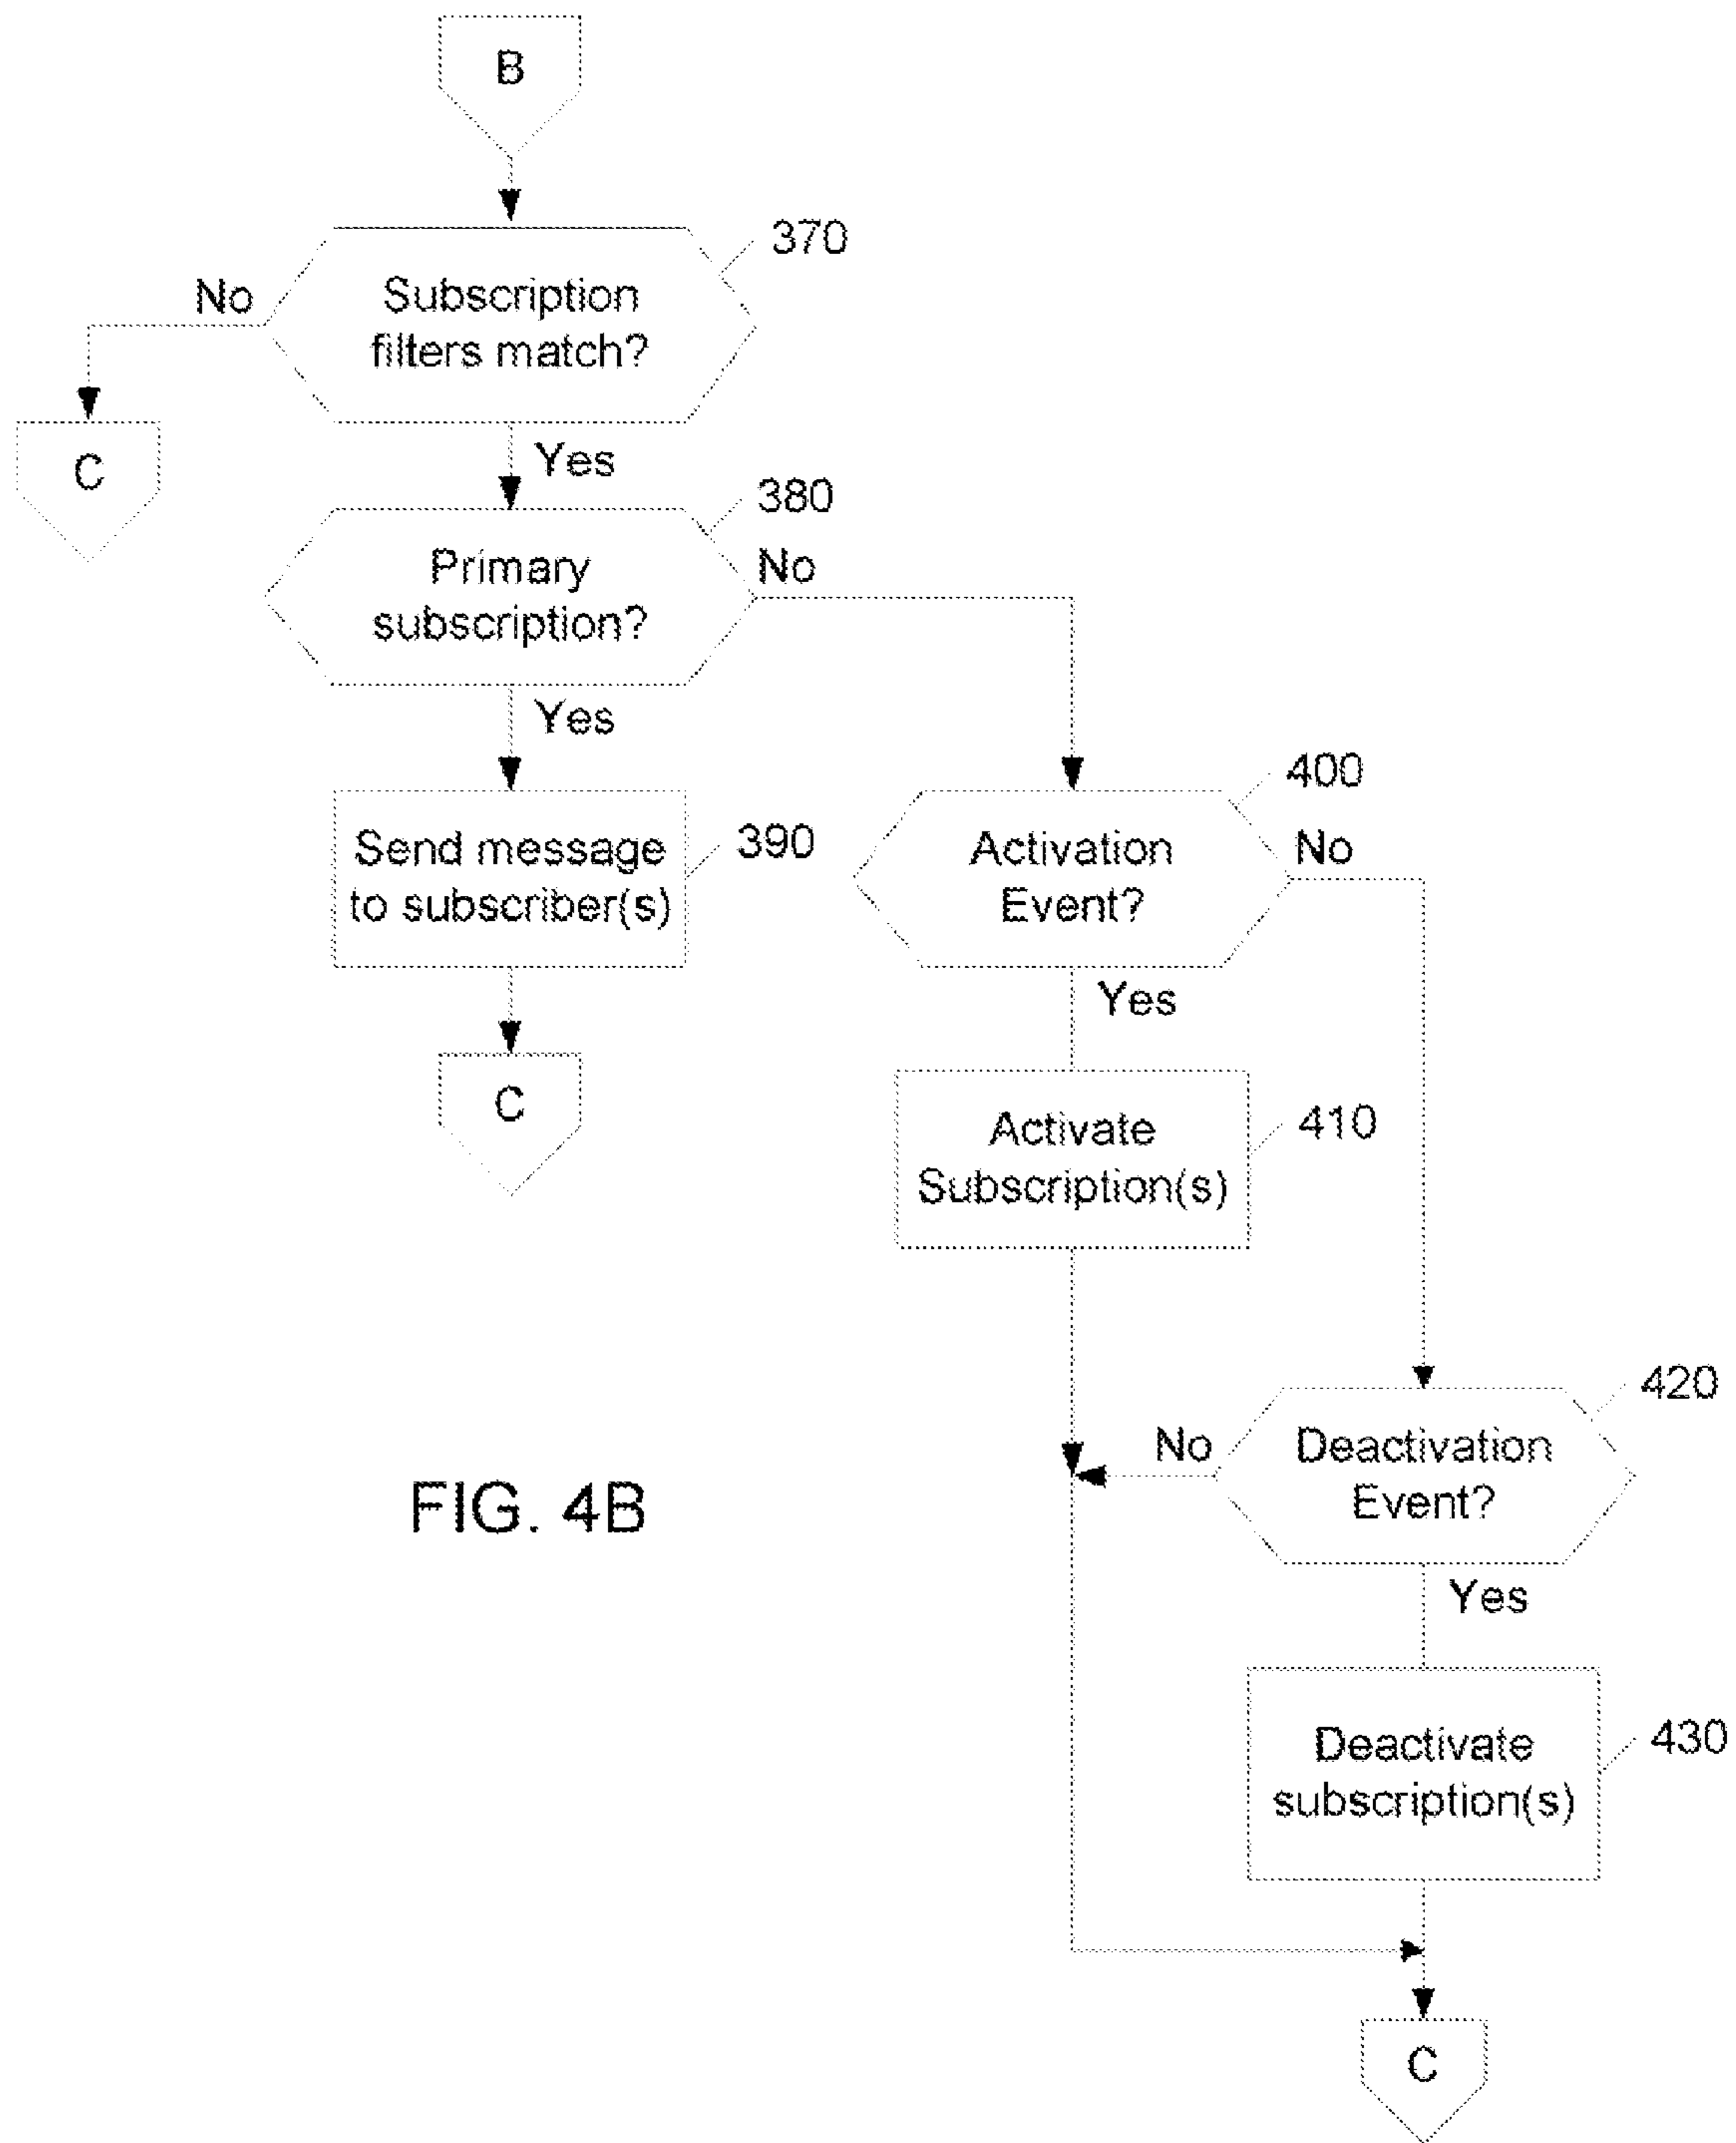 B
370
No
Subscription
filters match?
C
Yes
380
Primary
subscription?
No
Yes
400
Send message
to subscriber(s)
390
Activation
Event?
No
Yes
C
Activate
Subscription(s)
410
420
No
Deactivation
Event?
FIG. 4B
Yes
Deactivate
subscription(s)
430
C